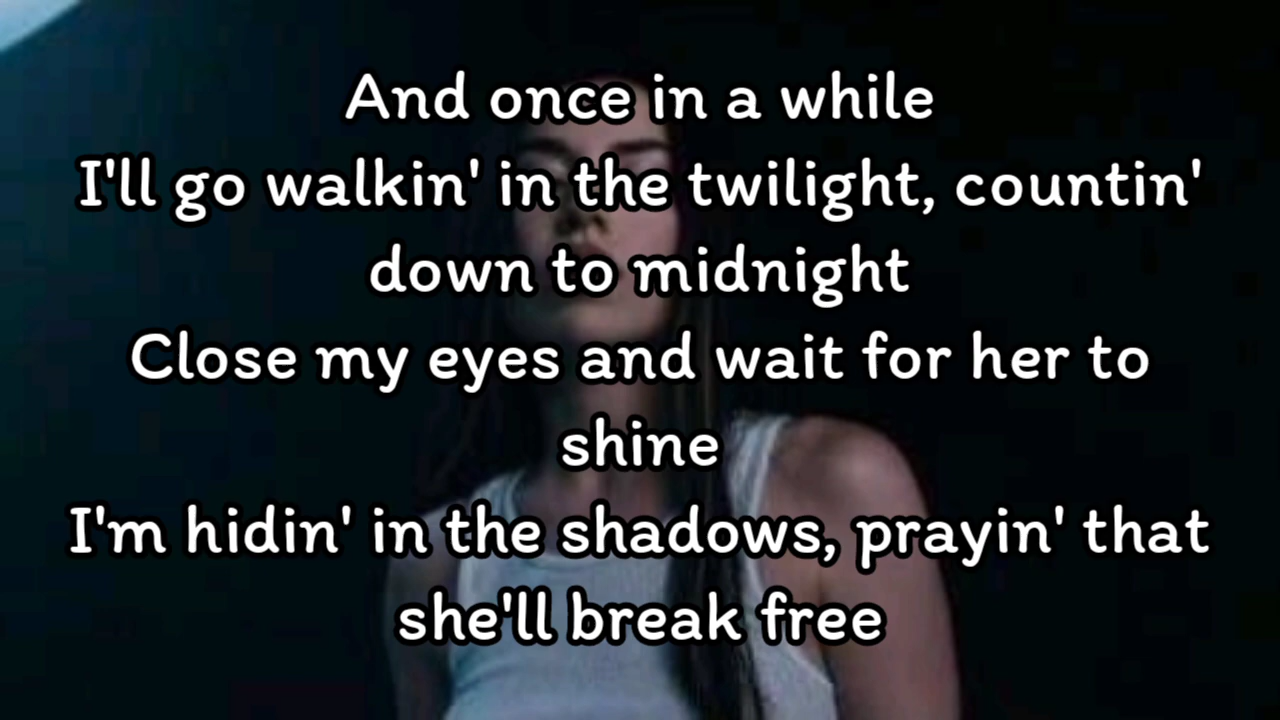 And once in a while
I'll go walkin' in the twilight, countin'
down to midnight
Close my eyes and wait for her to
shine
I'm hidin' in the shadows, prayin' that
she'll break free